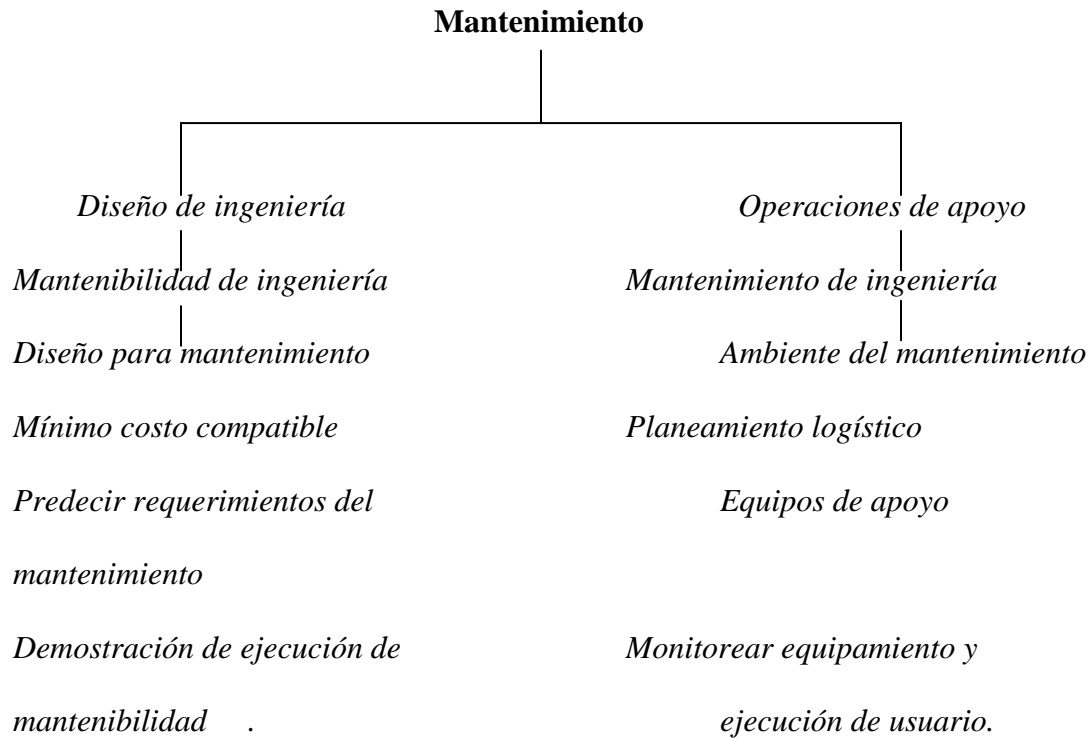 Mantenimiento
Diseño de ingeniería Operaciones de apoyo
Mantenibilidad de ingeniería Mantenimiento de ingeniería
Diseño para mantenimiento Ambiente del mantenimiento
Mínimo costo compatible Planeamiento logístico
Predecir requerimientos del Equipos de apoyo
mantenimiento
Demostración de ejecución de Monitorear equipamiento y
mantenibilidad . ejecución de usuario.